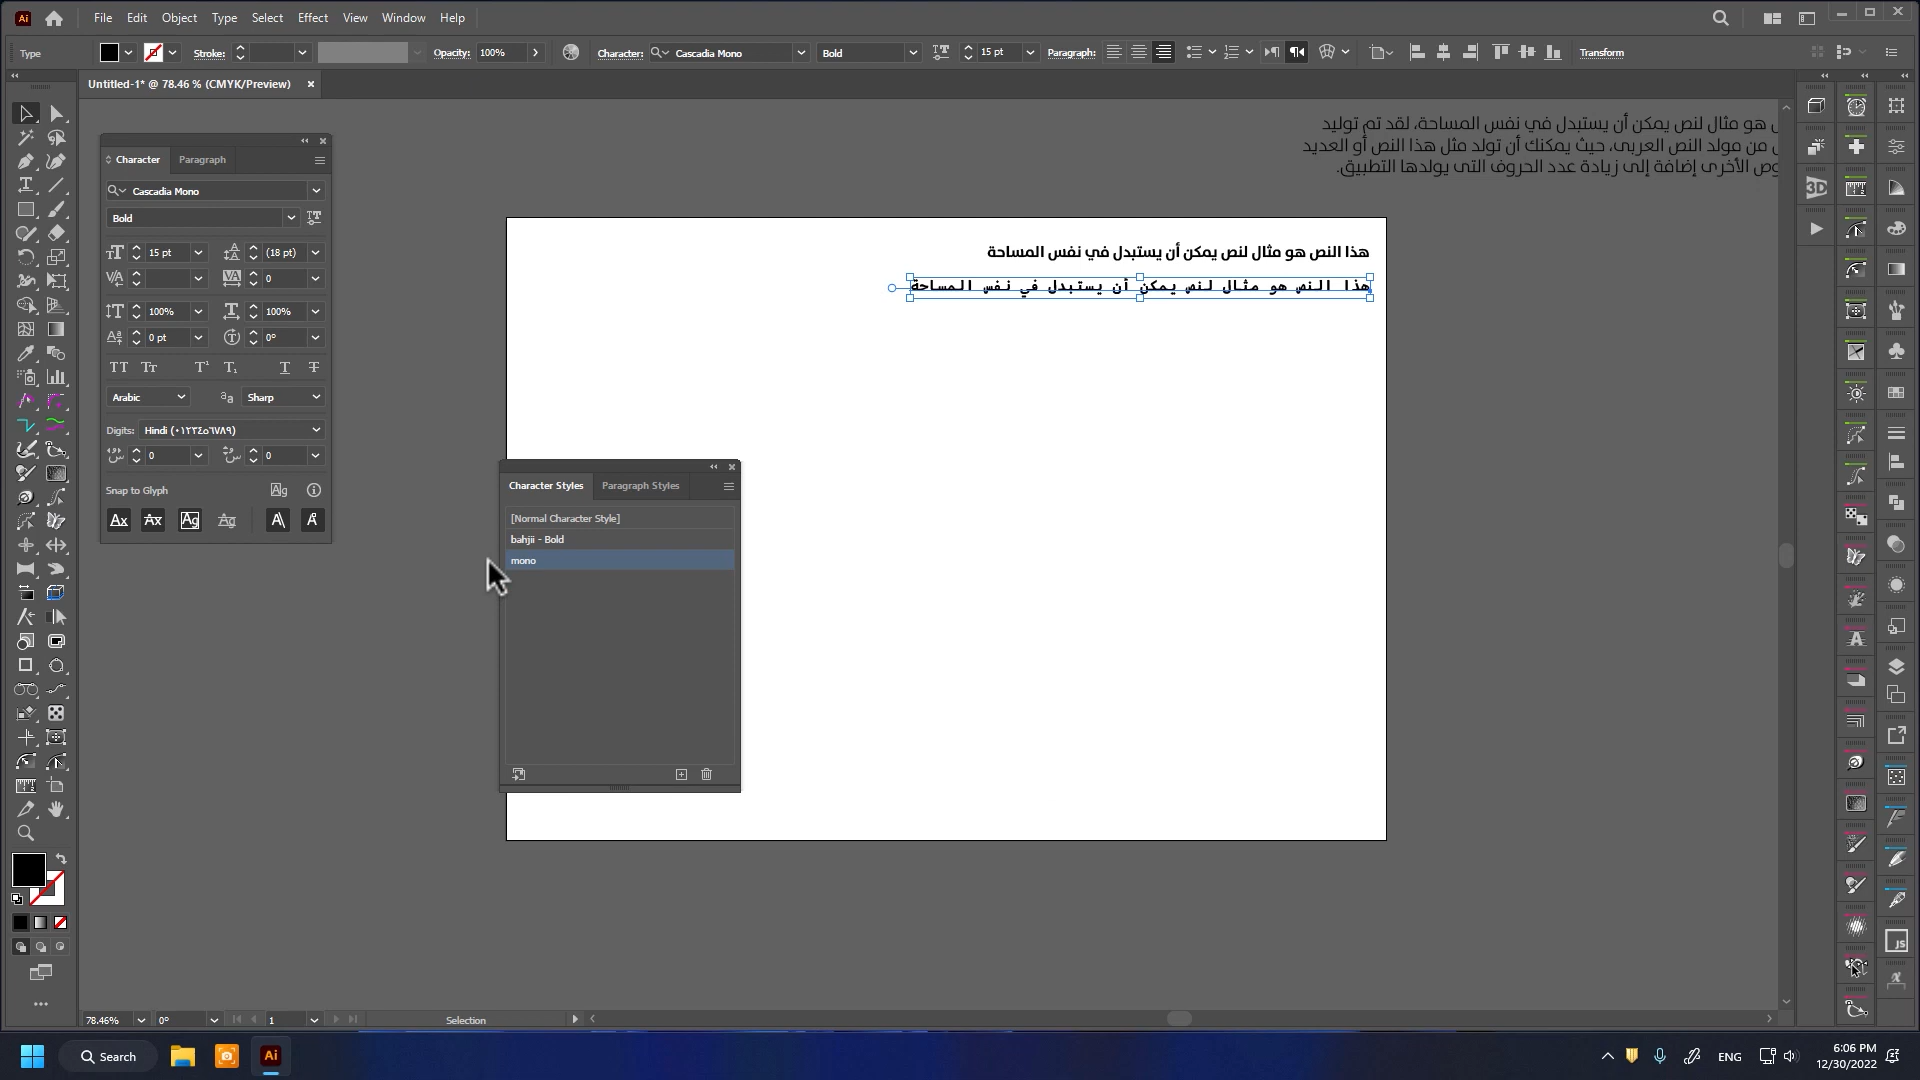 File Edit Object Type Select Effect View Window Help
Type Stroke: Opacity: 100% Character: Cascadia Mono Bold 15 pt Paragraph: Transform
Untitled-1* @ 78.46 % (CMYK/Preview)
هو مثال لنص يمكن أن يستبدل في نفس المساحة، لقد تم توليد
من مولد النص العربى، حيث يمكنك أن تولد مثل هذا النص أو العديد
الأخرى إضافة إلى زيادة عدد الحروف التى يولدها التطبيق.
Character Paragraph
Cascadia Mono
Bold
15 pt (18 pt)
0
100% 100%
0 pt 0°
Arabic Sharp
Digits: Hindi (٠١٢٣٤٥٦٧٨٩)
0 0
Snap to Glyph
هذا النص هو مثال لنص يمكن أن يستبدل في نفس المساحة
هذا النص هو مثال لنص يمكن أن يستبدل في نفس المساحة
Character Styles Paragraph Styles
[Normal Character Style]
bahjii - Bold
mono
78.46% 0° 1 Selection
Search
ENG
6:06 PM
12/30/2022